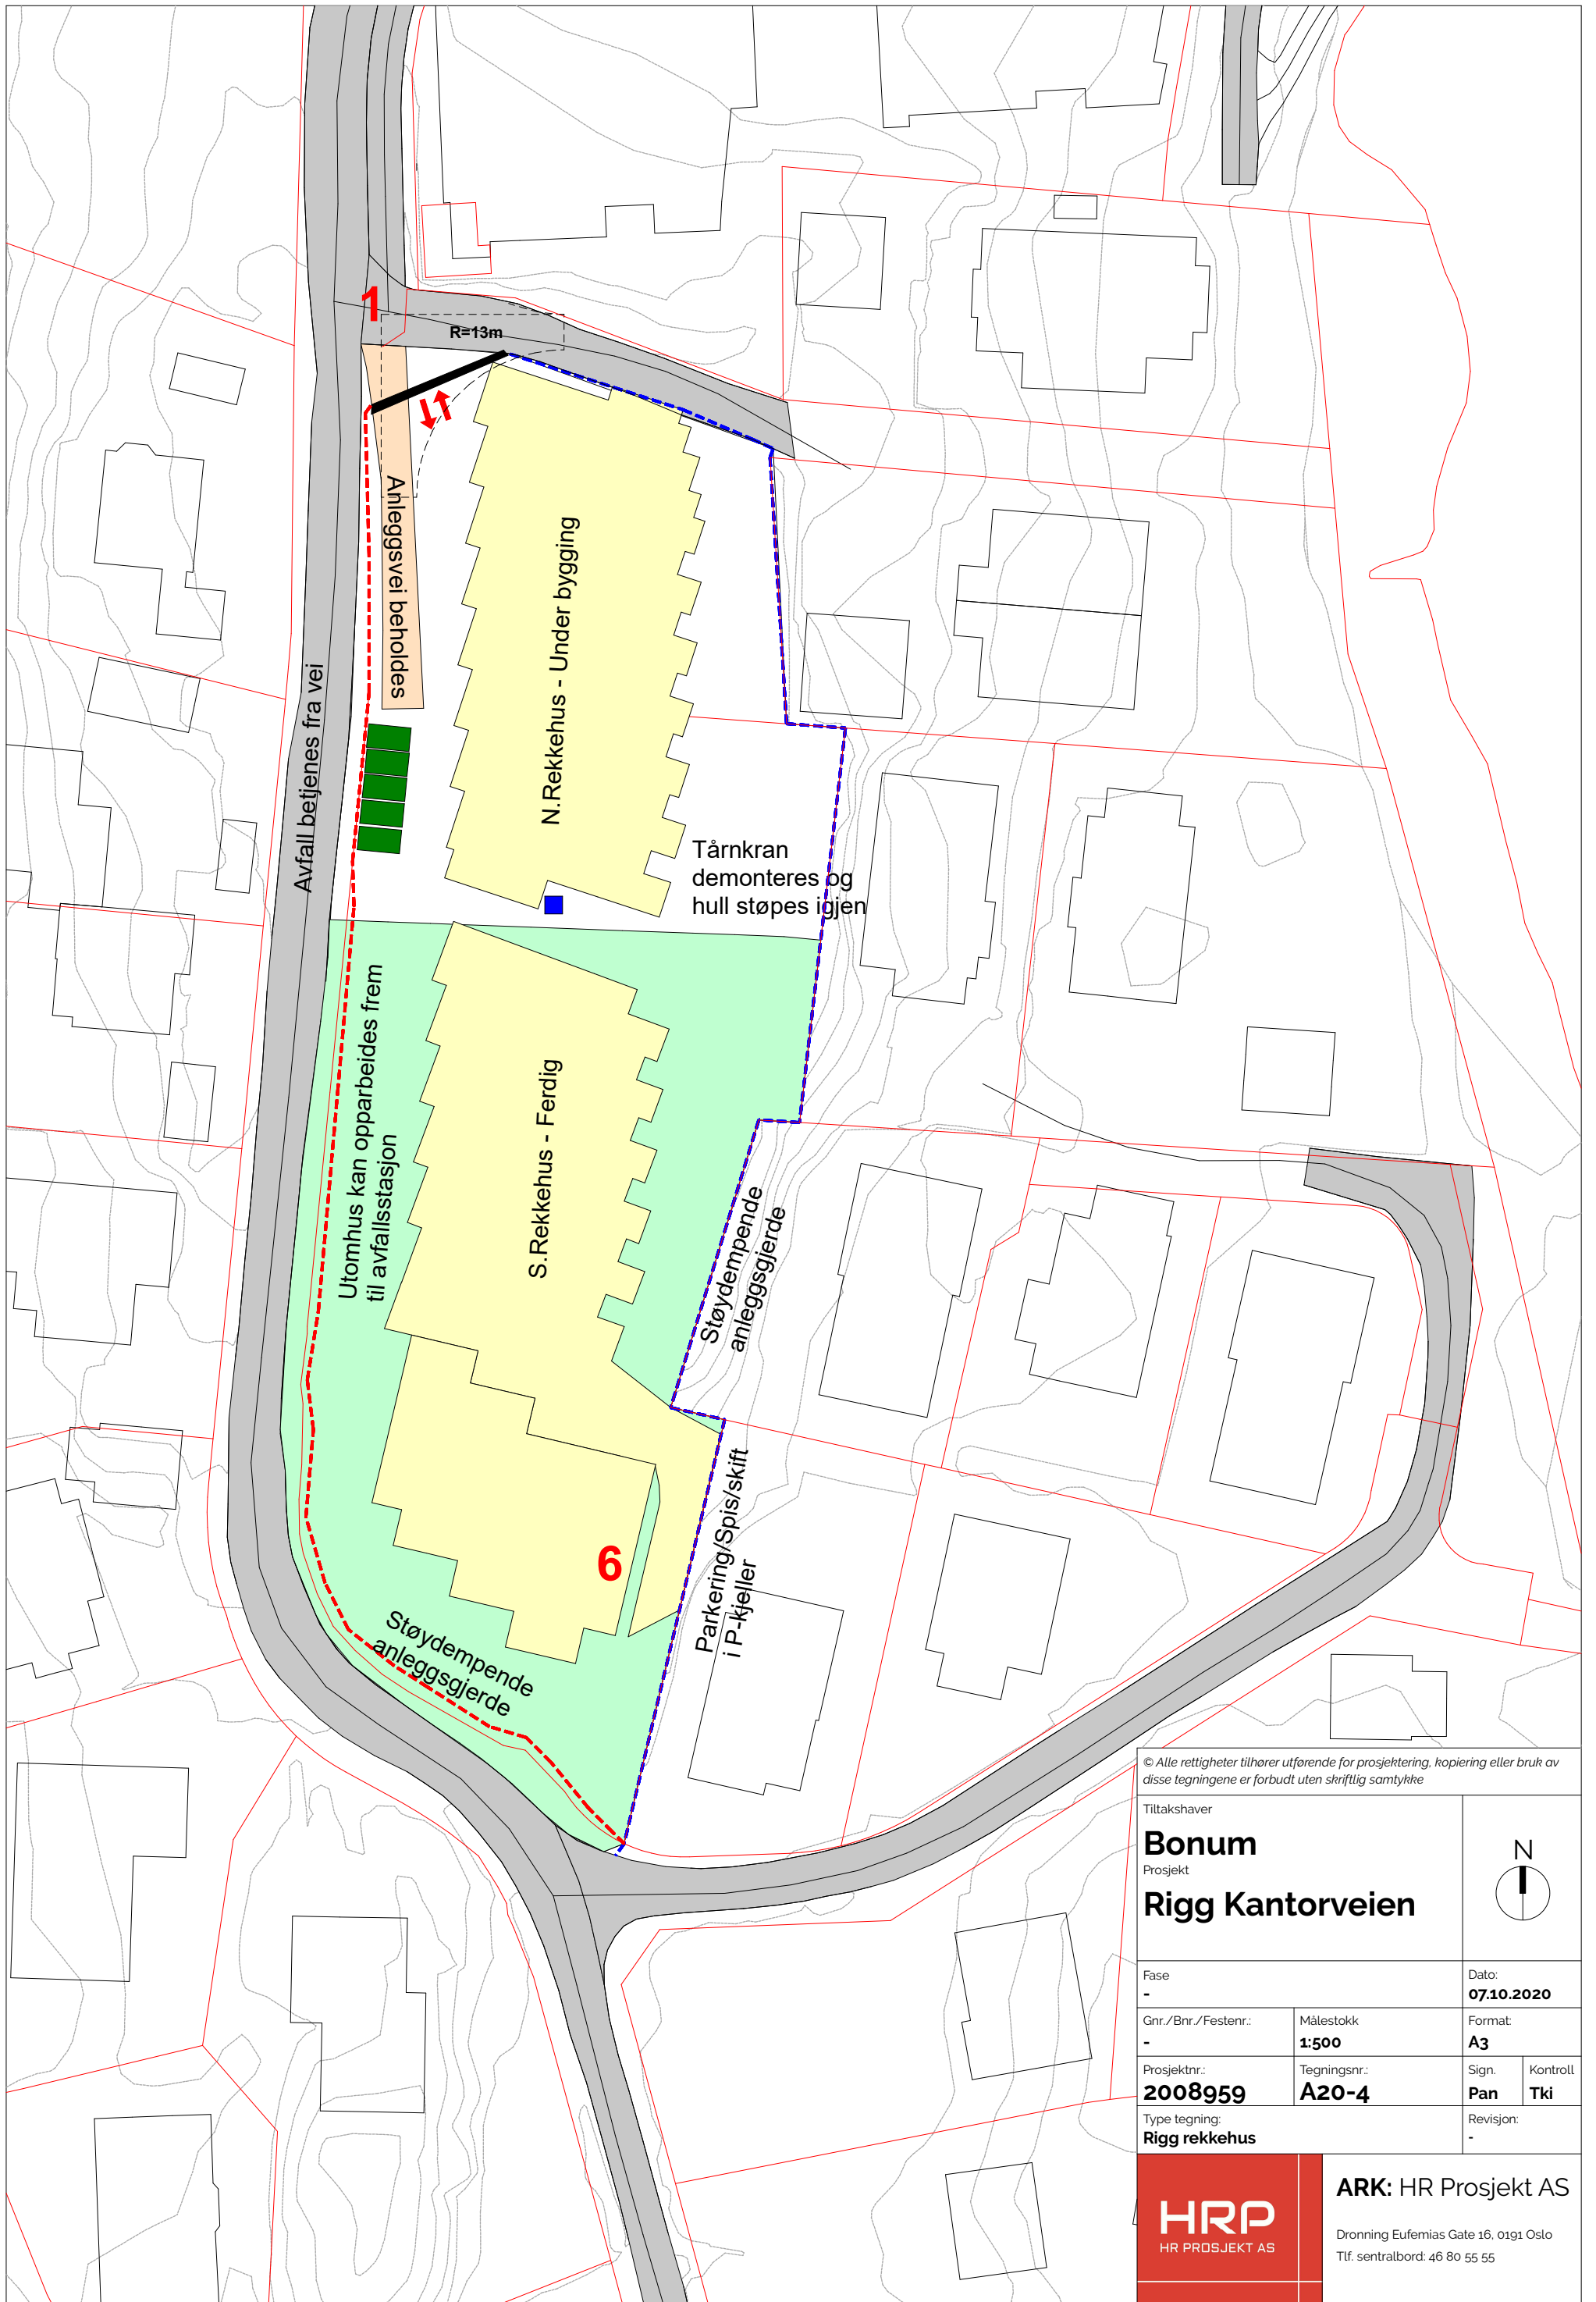 1
R=13m
Anleggsvei beholdes
N.Rekkehus - Under bygging
Avfall betjenes fra vei
Tårnkran
demonteres og
hull støpes igjen
Utomhus kan opparbeides frem
til avfallsstasjon
S.Rekkehus - Ferdig
Støydempende
anleggsgjerde
Parkering/Spis/skift
i P-kjeller
6
Støydempende
anleggsgjerde
© Alle rettigheter tilhører utførende for prosjektering, kopiering eller bruk av
disse tegningene er forbudt uten skriftlig samtykke
Tiltakshaver
Bonum
Prosjekt
Rigg Kantorveien
N
Fase
-
Dato:
07.10.2020
Gnr./Bnr./Festenr.:
-
Målestokk
1:500
Format:
A3
Prosjektnr.:
2008959
Tegningsnr.:
A20-4
Sign.
Pan
Kontroll
Tki
Type tegning:
Rigg rekkehus
Revisjon:
-
HRP
HR PROSJEKT AS
ARK: HR Prosjekt AS
Dronning Eufemias Gate 16, 0191 Oslo
Tlf. sentralbord: 46 80 55 55